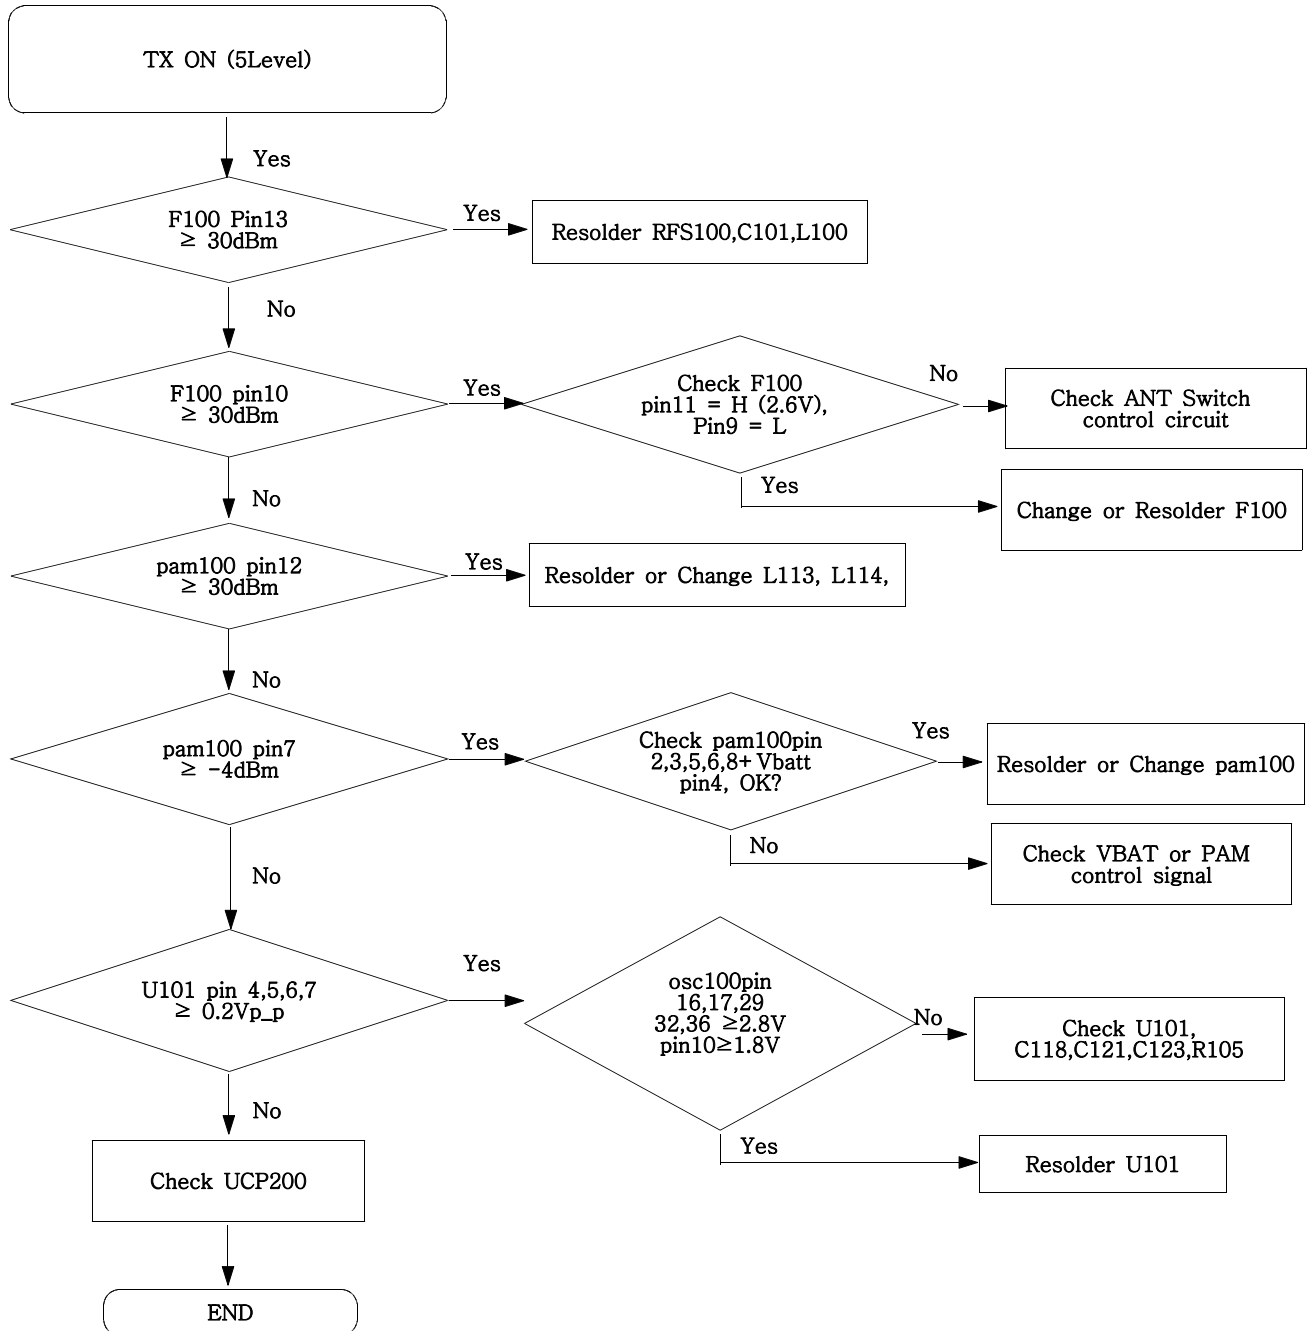 TX ON (5Level)
Yes
F100 Pin13
≥ 30dBm
Yes
Resolder RFS100,C101,L100
No
F100 pin10
≥ 30dBm
Yes
Check F100
pin11 = H (2.6V),
Pin9 = L
No
Check ANT Switch
control circuit
Yes
Change or Resolder F100
No
pam100 pin12
≥ 30dBm
Yes
Resolder or Change L113, L114,
No
pam100 pin7
≥ -4dBm
Yes
Check pam100pin
2,3,5,6,8+Vbatt
pin4, OK?
Yes
Resolder or Change pam100
No
Check VBAT or PAM
control signal
No
U101 pin 4,5,6,7
≥ 0.2Vp_p
Yes
osc100pin
16,17,29
32,36 ≥2.8V
pin10≥1.8V
No
Check U101,
C118,C121,C123,R105
Yes
Resolder U101
No
Check UCP200
END